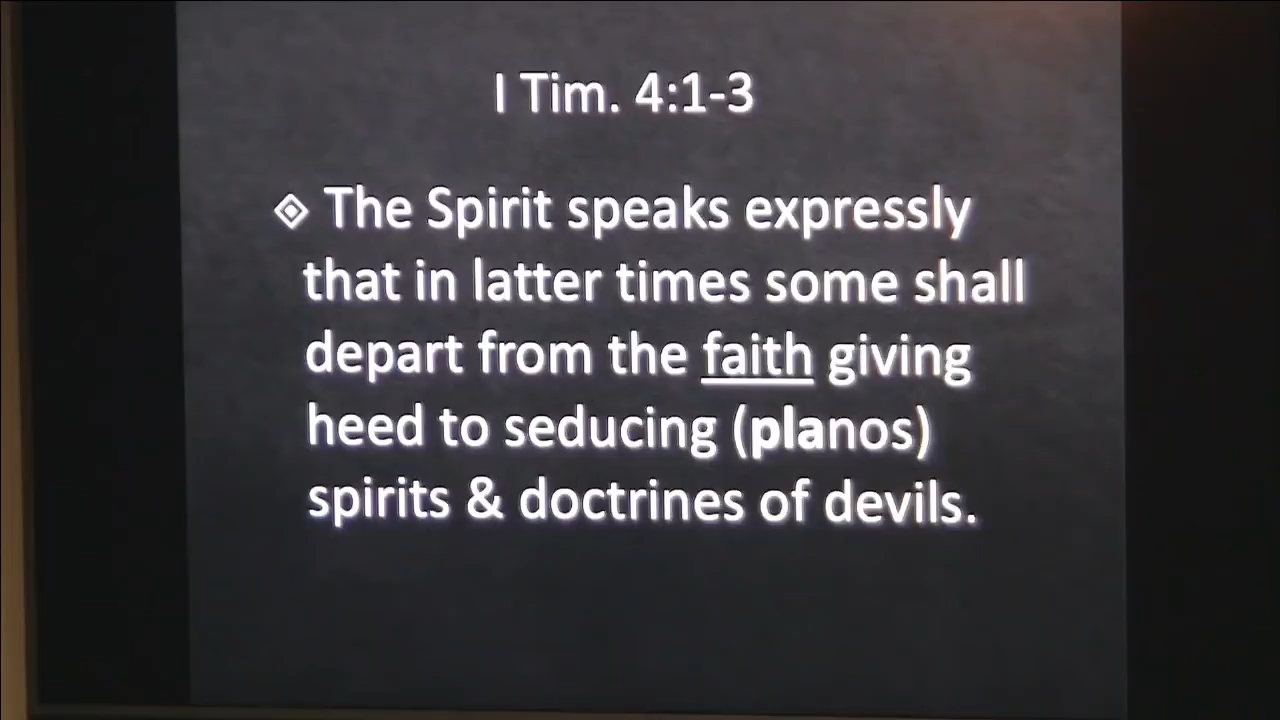 I Tim. 4:1-3
The Spirit speaks expressly
that in latter times some shall
depart from the faith giving
heed to seducing (planos)
spirits & doctrines of devils.